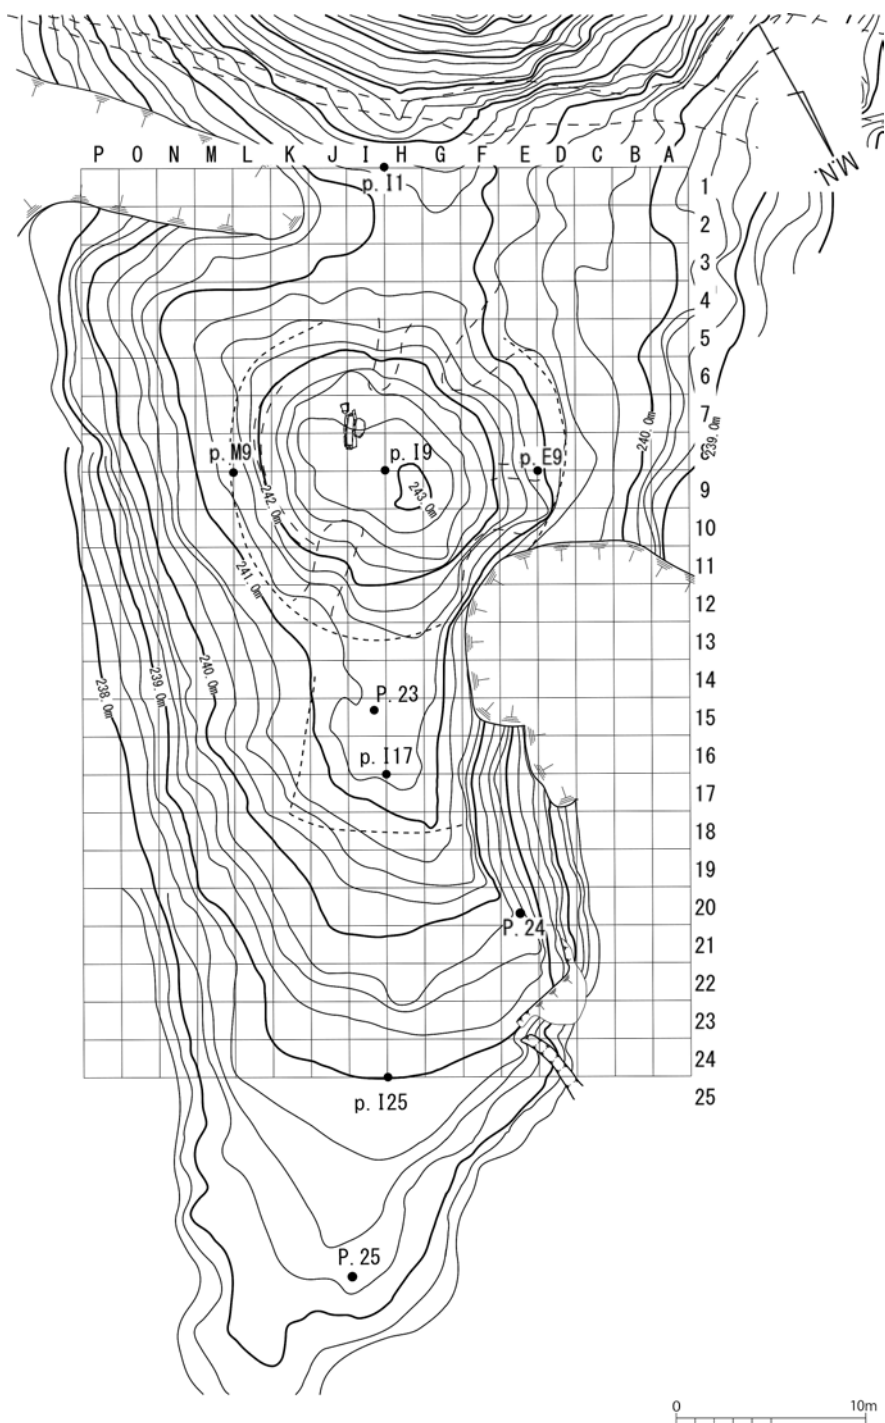 M.N.
P O N M L K J I H G F E D C B A
p. I1
1
2
3
4
5
6
7
8
9
10
11
12
13
14
15
16
17
18
19
20
21
22
23
24
25
240.0m
239.0m
p. M9
p. I9
p. E9
242.0m
243.0m
241.0m
240.0m
239.0m
238.0m
P. 23
p. I17
P. 24
p. I25
P. 25
0 10m